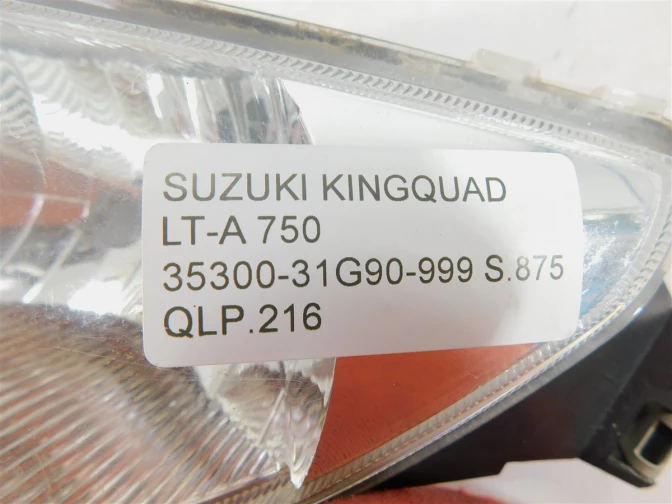 SUZUKI KINGQUAD
LT-A 750
35300-31G90-999 S.875
QLP.216